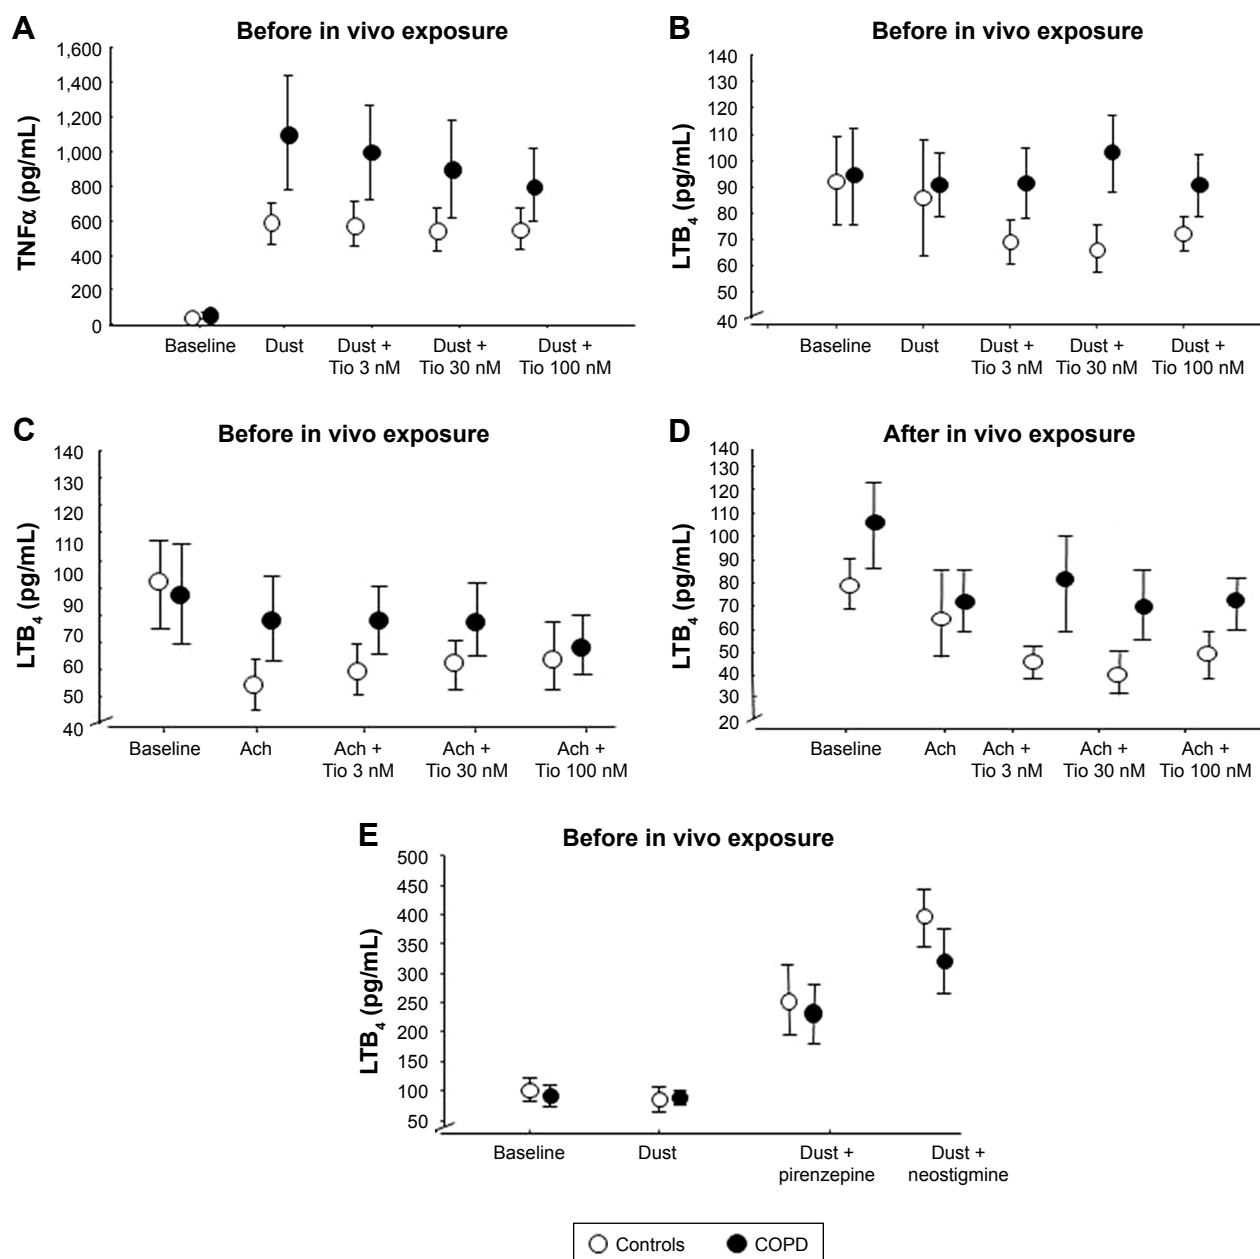 A
Before in vivo exposure
TNFα (pg/mL)
1,600
1,400
1,200
1,000
800
600
400
200
0
Baseline
Dust
Dust +
Tio 3 nM
Dust +
Tio 30 nM
Dust +
Tio 100 nM
B
Before in vivo exposure
LTB4 (pg/mL)
140
130
120
110
100
90
80
70
60
50
40
Baseline
Dust
Dust +
Tio 3 nM
Dust +
Tio 30 nM
Dust +
Tio 100 nM
C
Before in vivo exposure
LTB4 (pg/mL)
140
130
120
110
100
90
70
60
50
40
Baseline
Ach
Ach +
Tio 3 nM
Ach +
Tio 30 nM
Ach +
Tio 100 nM
D
After in vivo exposure
LTB4 (pg/mL)
140
130
120
110
100
90
80
70
60
50
40
30
20
Baseline
Ach
Ach +
Tio 3 nM
Ach +
Tio 30 nM
Ach +
Tio 100 nM
E
Before in vivo exposure
LTB4 (pg/mL)
500
450
400
350
300
250
200
150
100
50
Baseline
Dust
Dust +
pirenzepine
Dust +
neostigmine
Controls
COPD